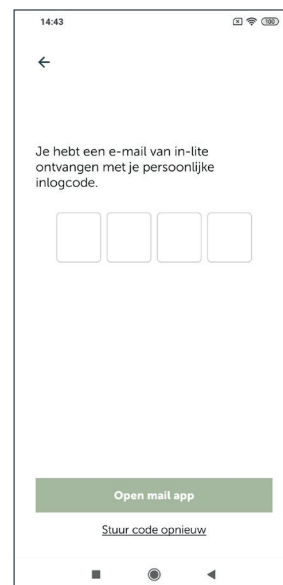 14:43
100
Je hebt een e-mail van in-lite
ontvangen met je persoonlijke
inlogcode.
Open mail app
Stuur code opnieuw